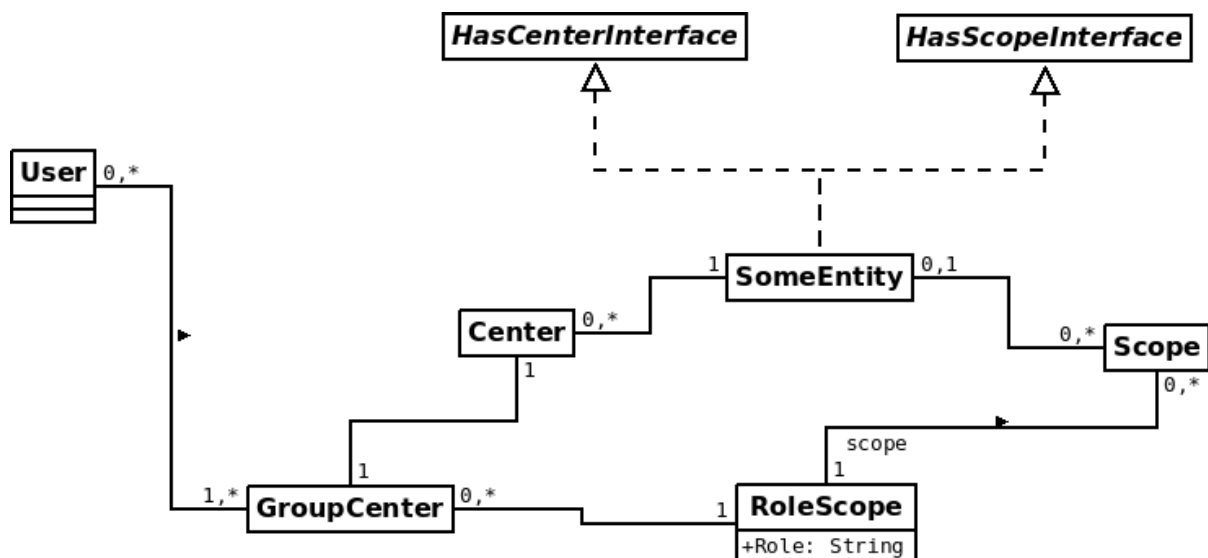 HasCenterInterface
HasScopeInterface
User
0,*
1
SomeEntity
0,1
Center
0,*
0,*
Scope
1
0,*
scope
1
1
1,*
GroupCenter
0,*
1
RoleScope
+Role: String